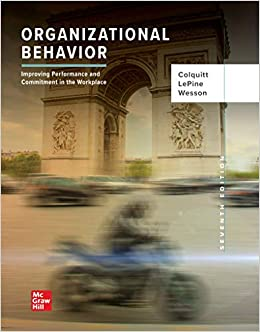 ORGANIZATIONAL
BEHAVIOR
Improving Performance and
Commitment in the Workplace
Colquitt
LePine
Wesson
SEVENTH EDITION
Mc
Graw
Hill